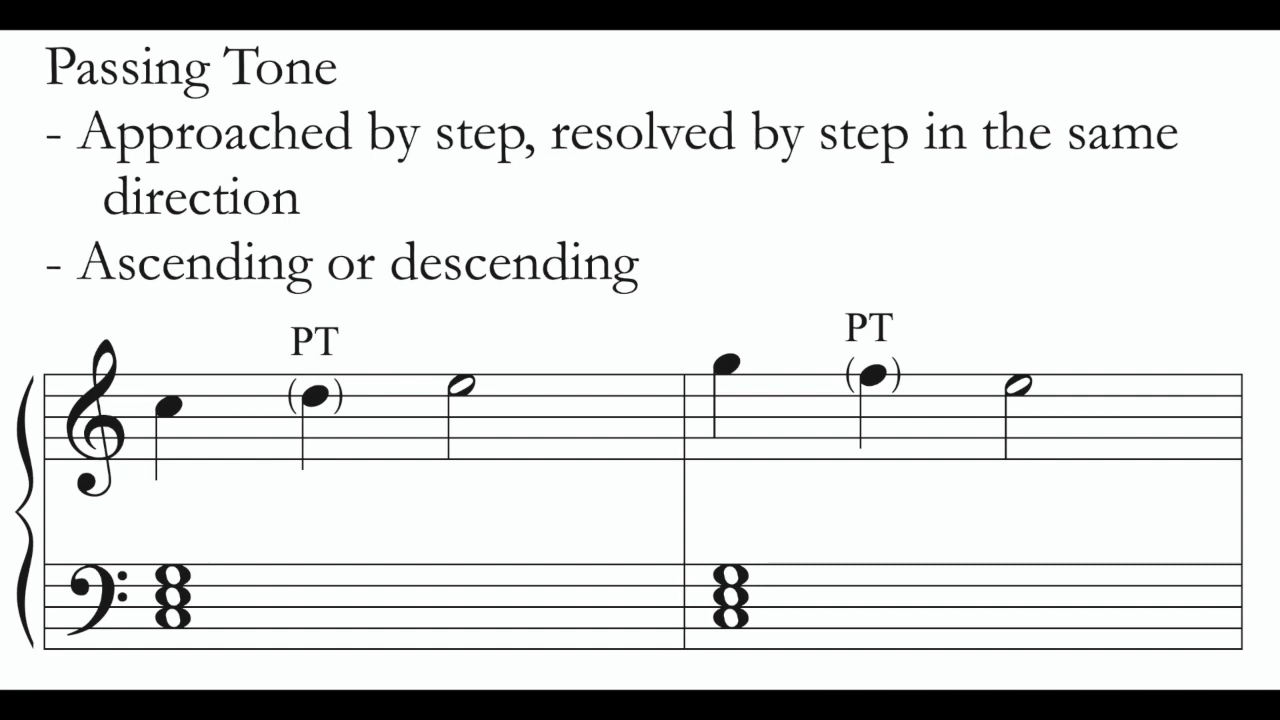 Passing Tone
- Approached by step, resolved by step in the same
direction
- Ascending or descending
PT
PT
( )
( )